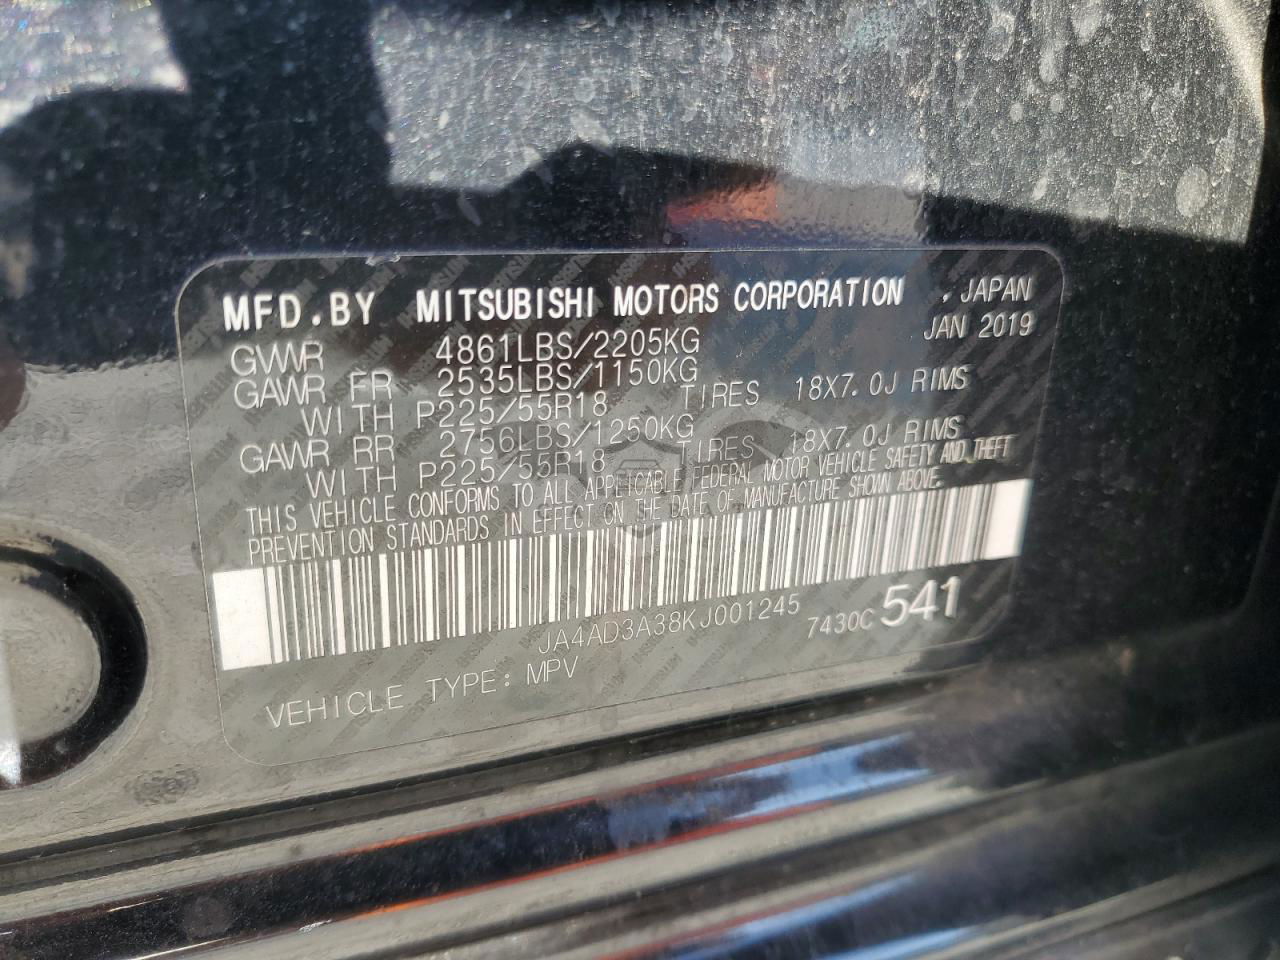 MFD.BY MITSUBISHI MOTORS CORPORATION , JAPAN
JAN 2019
GVWR 4861LBS/2205KG
GAWR FR 2535LBS/1150KG
WITH P225/55R18 TIRES 18X7.0J RIMS
GAWR RR 2756LBS/1250KG
WITH P225/55R18 TIRES 18X7.0J RIMS
THIS VEHICLE CONFORMS TO ALL APPLICABLE FEDERAL MOTOR VEHICLE SAFETY AND THEFT
PREVENTION STANDARDS IN EFFECT ON THE DATE OF MANUFACTURE SHOWN ABOVE.
JA4AD3A38KJ001245 7430C 541
VEHICLE TYPE: MPV